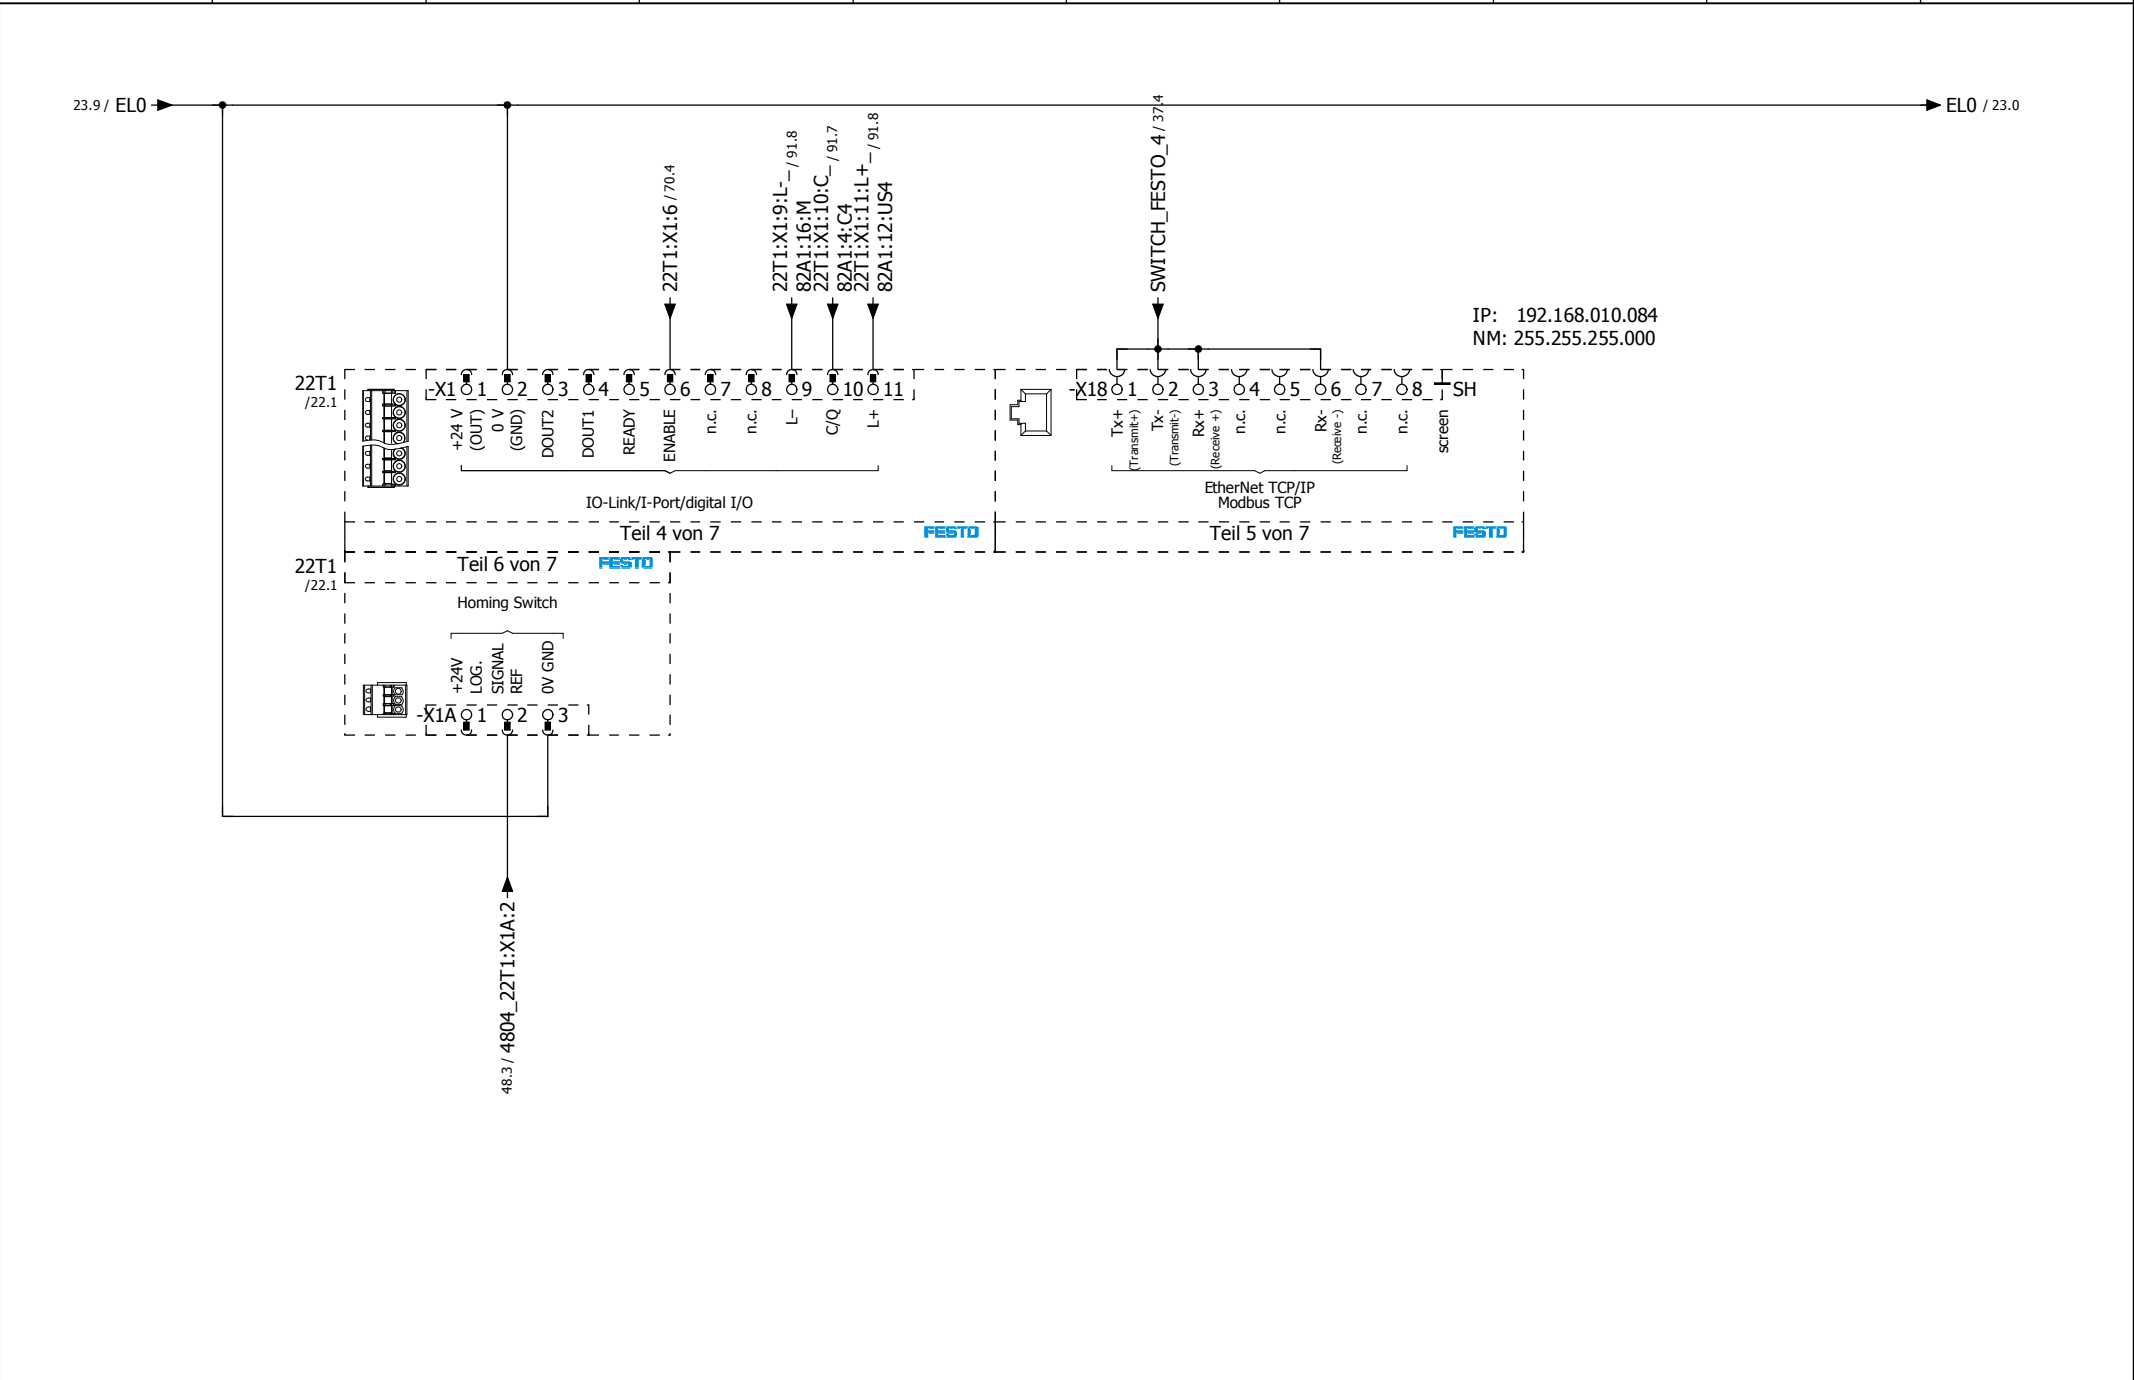 23.9 / EL0
EL0 / 23.0
22T1:X1:6 / 70.4
22T1:X1:9:L-_ / 91.8
82A1:16:M
22T1:X1:10:C_ / 91.7
82A1:4:C4
22T1:X1:11:L+_ / 91.8
82A1:12:US4
SWITCH_FESTO_4 / 37.4
IP: 192.168.010.084
NM: 255.255.255.000
22T1
/22.1
-X1 1 2 3 4 5 6 7 8 9 10 11
+24 V
(OUT)
0 V
(GND)
DOUT2
DOUT1
READY
ENABLE
n.c.
n.c.
L-
C/Q
L+
IO-Link/I-Port/digital I/O
Teil 4 von 7
FESTO
-X18 1 2 3 4 5 6 7 8 SH
Tx+
(Transmit+)
Tx-
(Transmit-)
Rx+
(Receive +)
n.c.
n.c.
Rx-
(Receive -)
n.c.
n.c.
screen
EtherNet TCP/IP
Modbus TCP
Teil 5 von 7
FESTO
22T1
/22.1
Teil 6 von 7
FESTO
Homing Switch
+24V
LOG.
SIGNAL
REF
0V GND
-X1A 1 2 3
48.3 / 4804_22T1:X1A:2